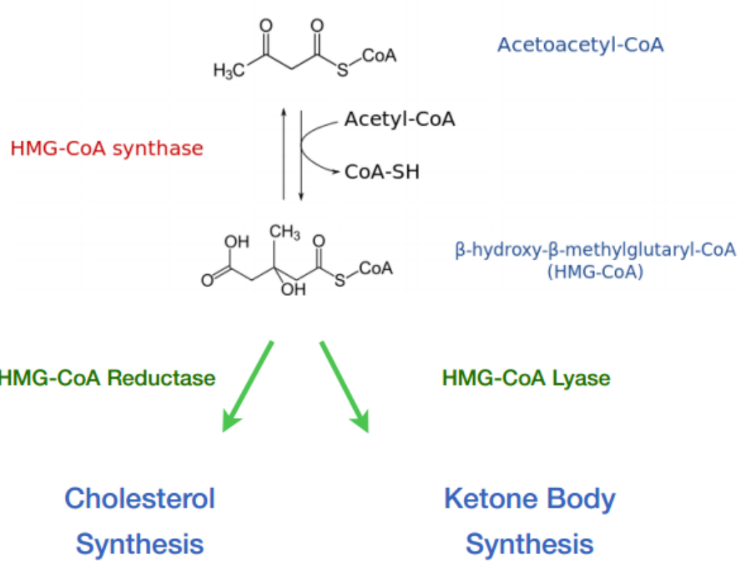 O O
H₃C S CoA
Acetoacetyl-CoA
Acetyl-CoA
HMG-CoA synthase
CoA-SH
OH CH₃ O
O OH S CoA
β-hydroxy-β-methylglutaryl-CoA
(HMG-CoA)
HMG-CoA Reductase
HMG-CoA Lyase
Cholesterol
Synthesis
Ketone Body
Synthesis